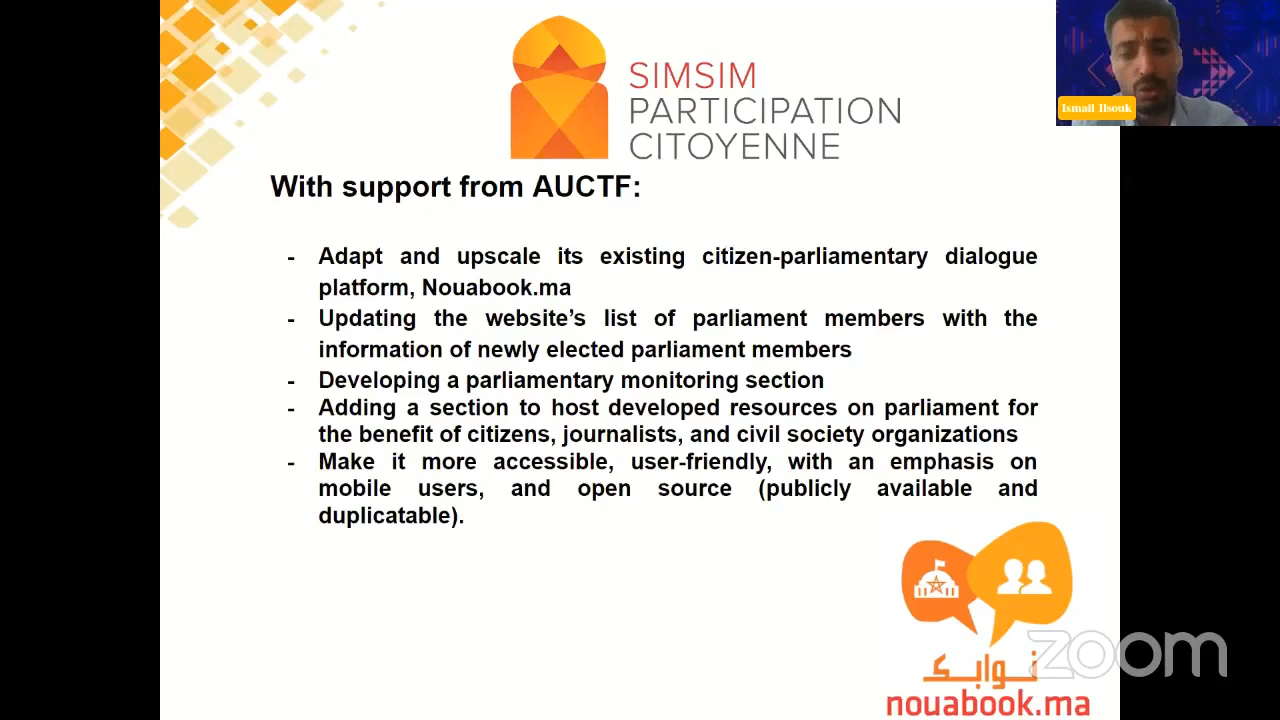 SIMSIM
PARTICIPATION
CITOYENNE
Ismail Ilsouk
With support from AUCTF:
- Adapt and upscale its existing citizen-parliamentary dialogue
platform, Nouabook.ma
- Updating the website’s list of parliament members with the
information of newly elected parliament members
- Developing a parliamentary monitoring section
- Adding a section to host developed resources on parliament for
the benefit of citizens, journalists, and civil society organizations
- Make it more accessible, user-friendly, with an emphasis on
mobile users, and open source (publicly available and
duplicatable).
zoom
نوابك
nouabook.ma